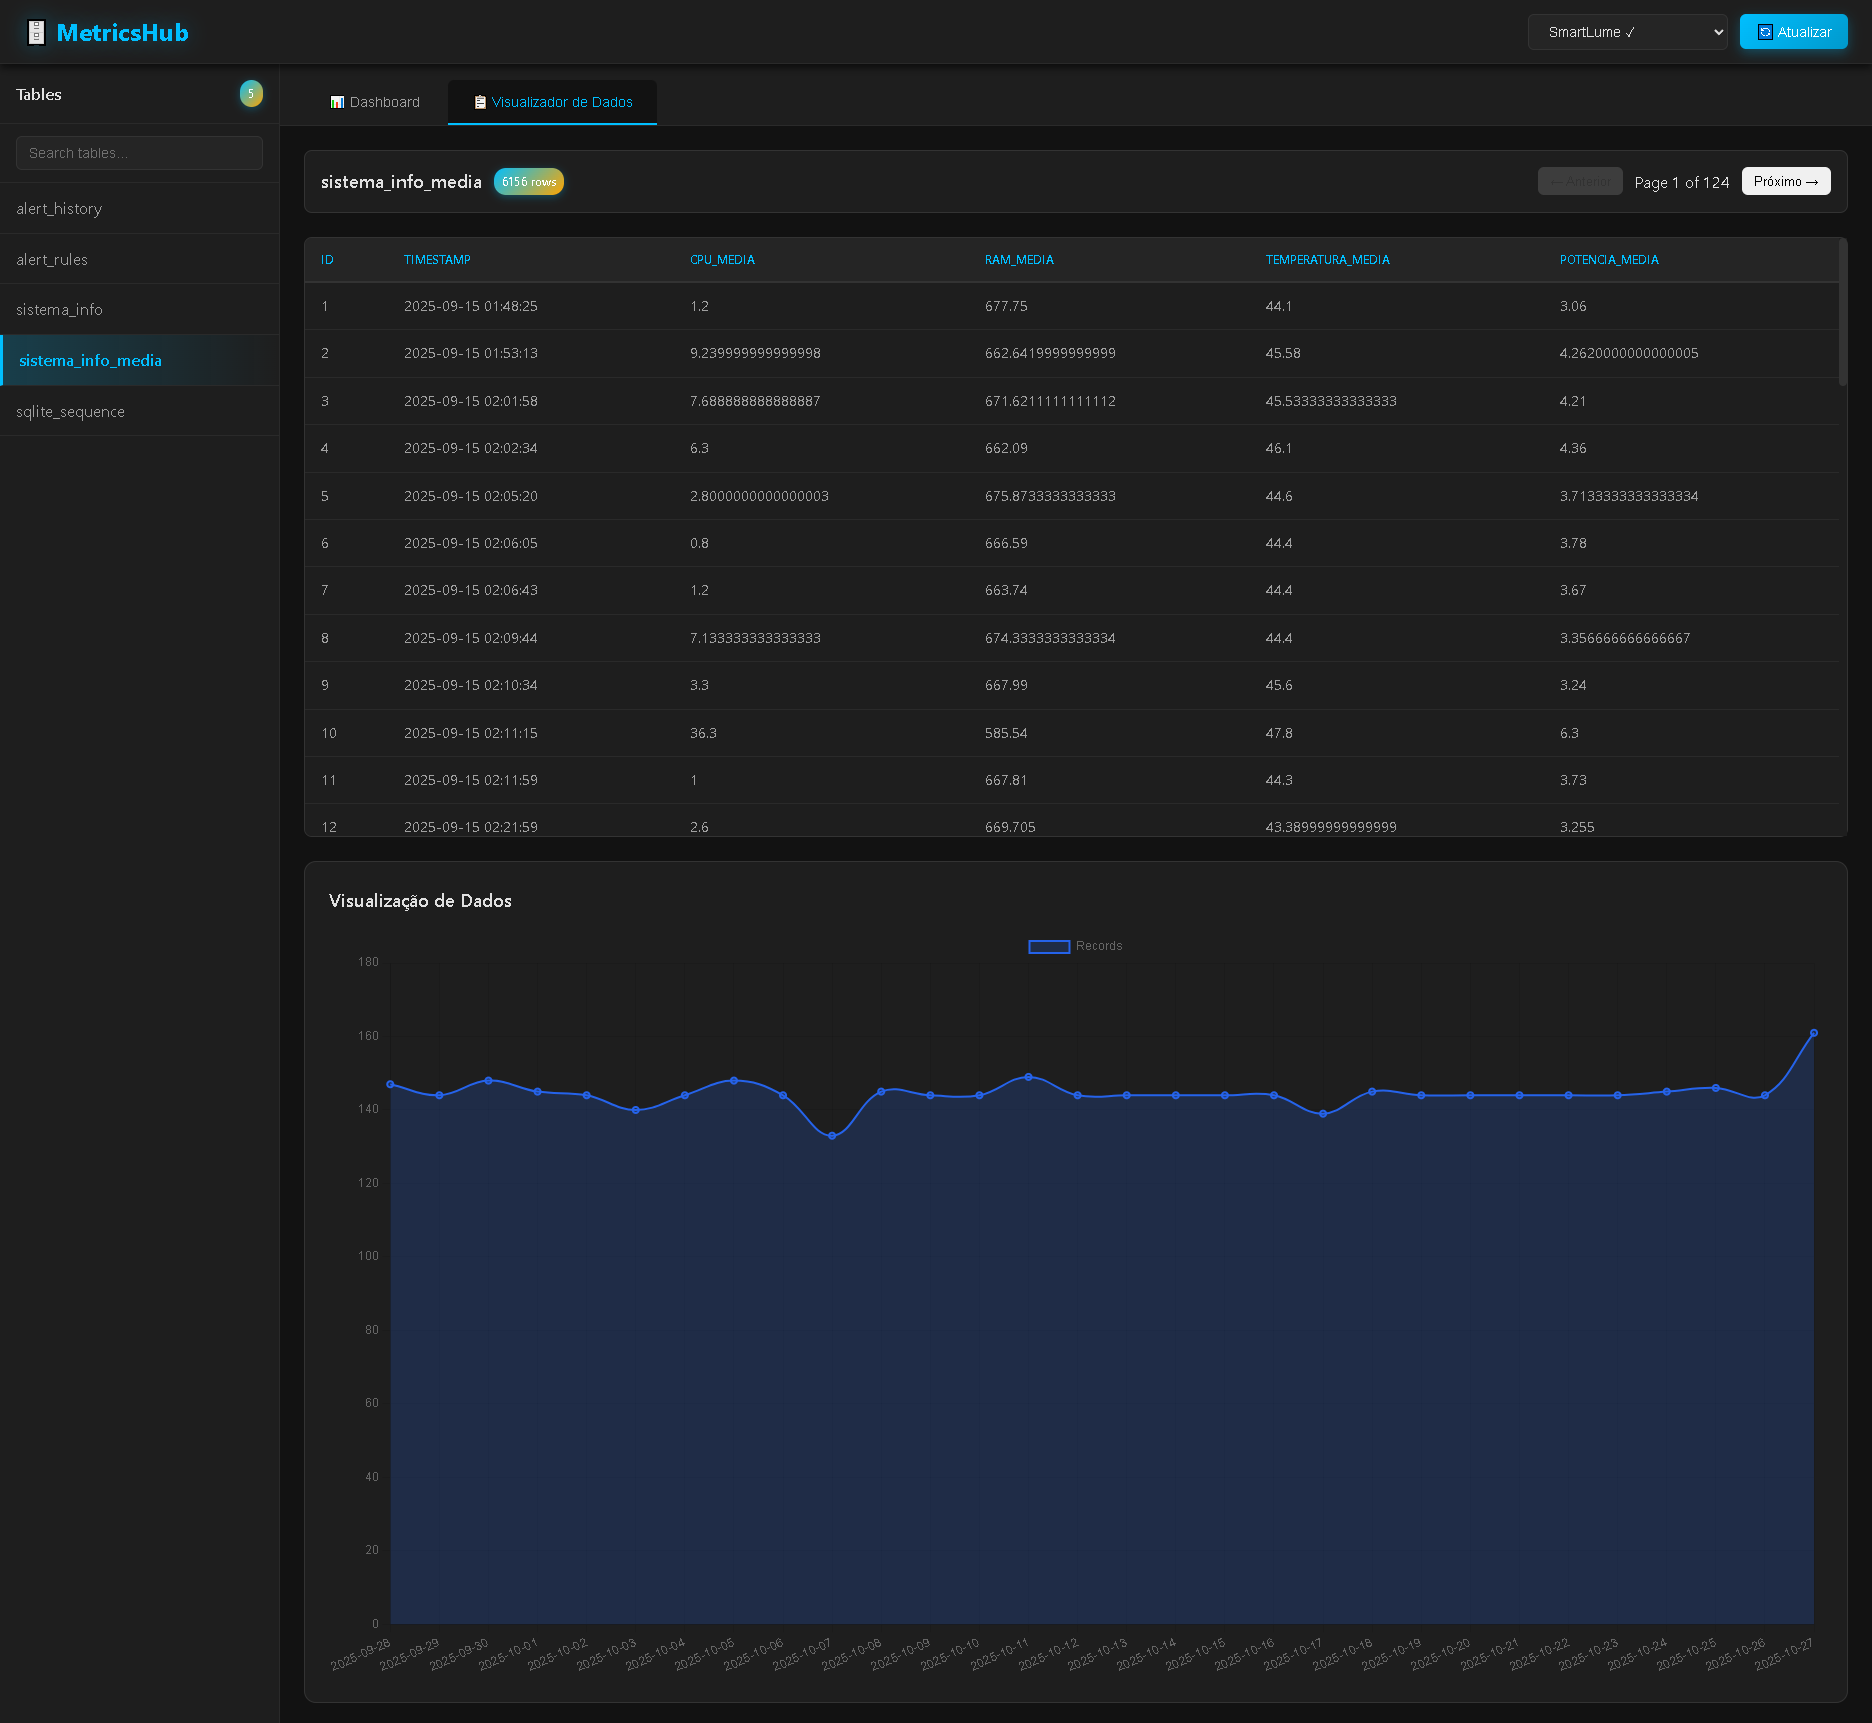 MetricsHub
SmartLume ✓
Atualizar
Tables
5
Search tables...
alert_history
alert_rules
sistema_info
sistema_info_media
sqlite_sequence
Dashboard
Visualizador de Dados
sistema_info_media
6156 rows
← Anterior
Page 1 of 124
Próximo →
ID TIMESTAMP CPU_MEDIA RAM_MEDIA TEMPERATURA_MEDIA POTENCIA_MEDIA
1 2025-09-15 01:48:25 1.2 677.75 44.1 3.06
2 2025-09-15 01:53:13 9.239999999999998 662.6419999999999 45.58 4.2620000000000005
3 2025-09-15 02:01:58 7.688888888888887 671.6211111111112 45.53333333333333 4.21
4 2025-09-15 02:02:34 6.3 662.09 46.1 4.36
5 2025-09-15 02:05:20 2.8000000000000003 675.8733333333333 44.6 3.7133333333333334
6 2025-09-15 02:06:05 0.8 666.59 44.4 3.78
7 2025-09-15 02:06:43 1.2 663.74 44.4 3.67
8 2025-09-15 02:09:44 7.133333333333333 674.3333333333334 44.4 3.356666666666667
9 2025-09-15 02:10:34 3.3 667.99 45.6 3.24
10 2025-09-15 02:11:15 36.3 585.54 47.8 6.3
11 2025-09-15 02:11:59 1 667.81 44.3 3.73
12 2025-09-15 02:21:59 2.6 669.705 43.38999999999999 3.255
Visualização de Dados
Records
180
160
140
120
100
80
60
40
20
0
2025-09-28 2025-09-29 2025-09-30 2025-10-01 2025-10-02 2025-10-03 2025-10-04 2025-10-05 2025-10-06 2025-10-07 2025-10-08 2025-10-09 2025-10-10 2025-10-11 2025-10-12 2025-10-13 2025-10-14 2025-10-15 2025-10-16 2025-10-17 2025-10-18 2025-10-19 2025-10-20 2025-10-21 2025-10-22 2025-10-23 2025-10-24 2025-10-25 2025-10-26 2025-10-27